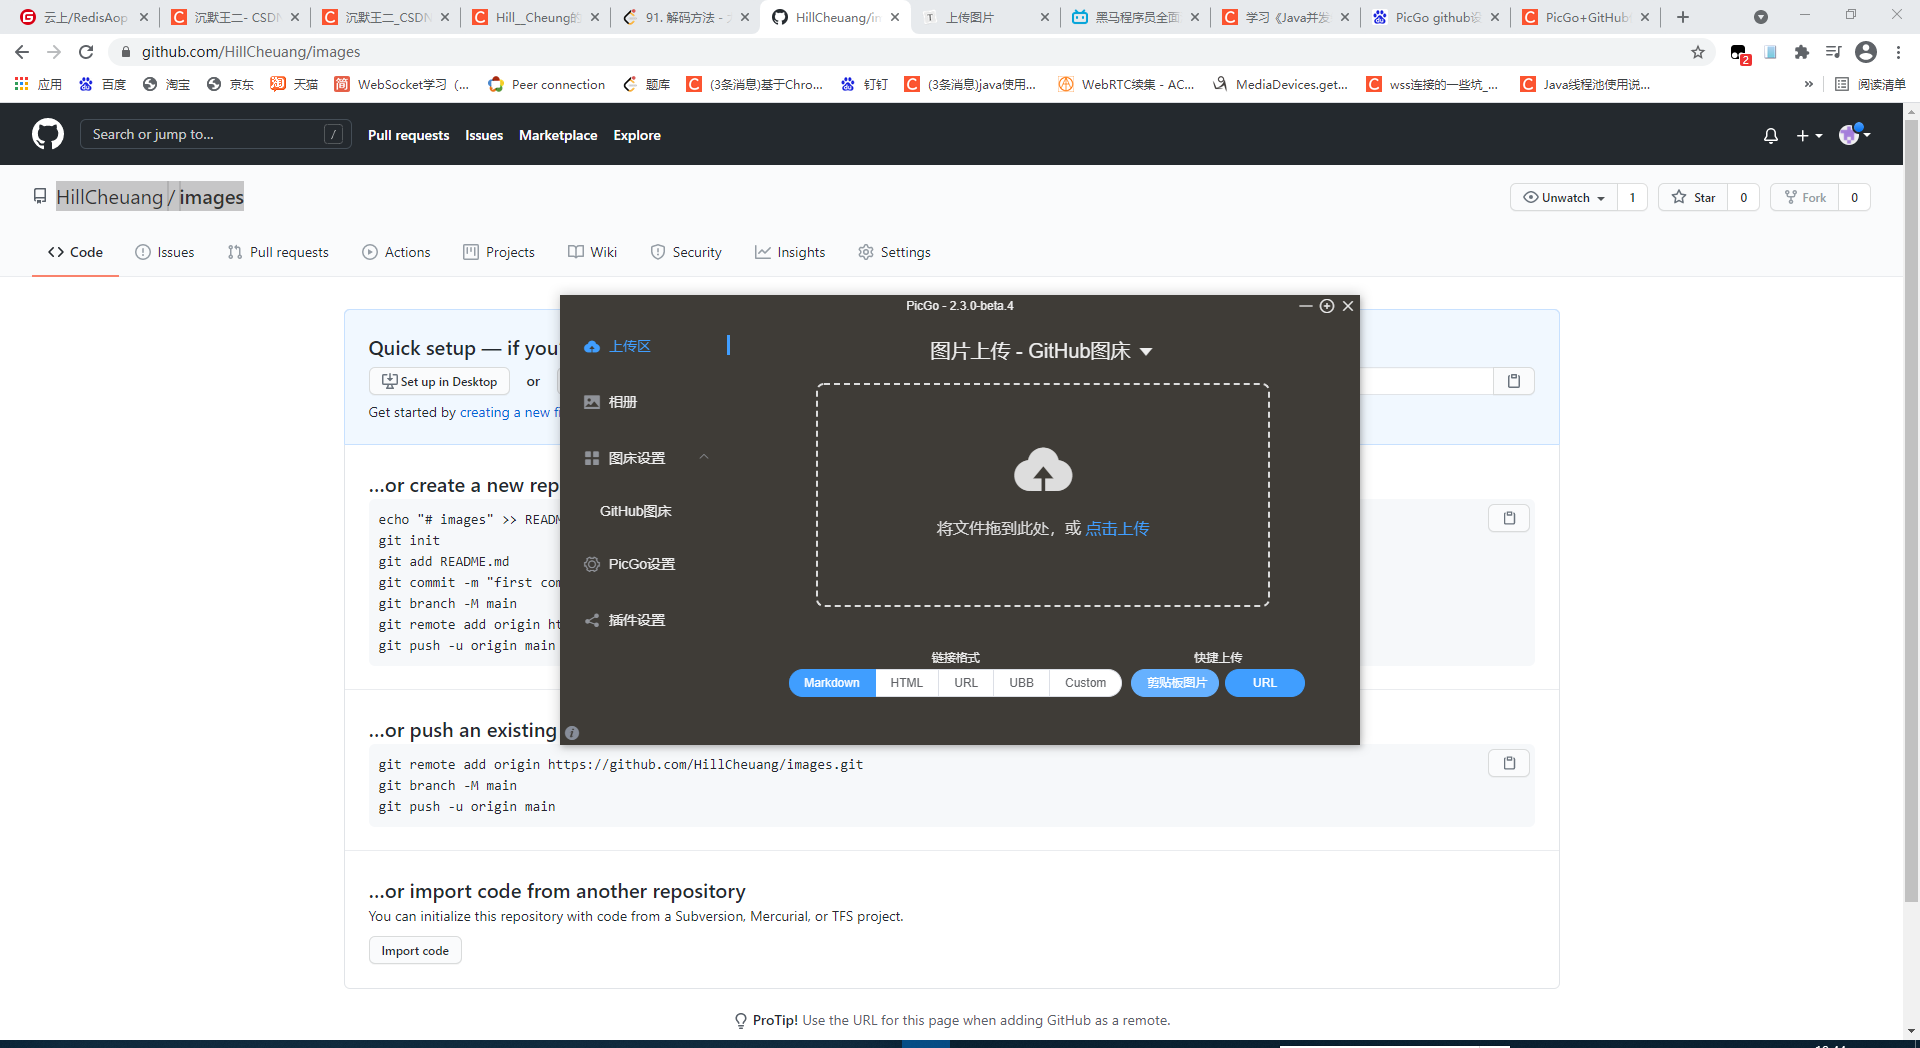 云上/RedisAop
沉默王二- CSD
沉默王二_CSD
Hill__Cheung的
91. 解码方法 -
HillCheuang/in
上传图片
黑马程序员全面
学习《Java并发
PicGo github设
PicGo+GitHub
github.com/HillCheuang/images
2
应用
百度
淘宝
京东
天猫
WebSocket学习（...
Peer connection
题库
(3条消息)基于Chro...
钉钉
(3条消息)java使用...
WebRTC续集 - AC...
MediaDevices.get...
wss连接的一些坑_...
Java线程池使用说...
»
阅读清单
Search or jump to...
/
Pull requests
Issues
Marketplace
Explore
HillCheuang / images
Unwatch 1
Star 0
Fork 0
Code
Issues
Pull requests
Actions
Projects
Wiki
Security
Insights
Settings
Quick setup — if you
Set up in Desktop
or
Get started by creating a new fi
…or create a new rep
echo "# images" >> READM
git init
git add README.md
git commit -m "first com
git branch -M main
git remote add origin ht
git push -u origin main
PicGo - 2.3.0-beta.4
上传区
相册
图床设置
GitHub图床
PicGo设置
插件设置
图片上传 - GitHub图床
将文件拖到此处，或 点击上传
链接格式
Markdown
HTML
URL
UBB
Custom
快捷上传
剪贴板图片
URL
…or push an existing
git remote add origin https://github.com/HillCheuang/images.git
git branch -M main
git push -u origin main
…or import code from another repository
You can initialize this repository with code from a Subversion, Mercurial, or TFS project.
Import code
ProTip! Use the URL for this page when adding GitHub as a remote.